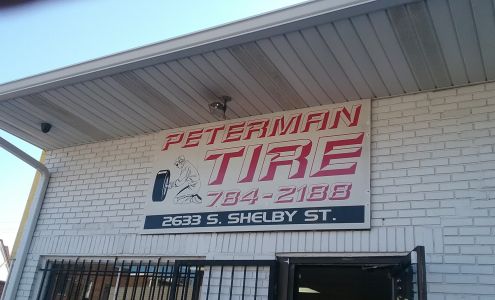 PETERMAN
TIRE
784-2188
2633 S. SHELBY ST.